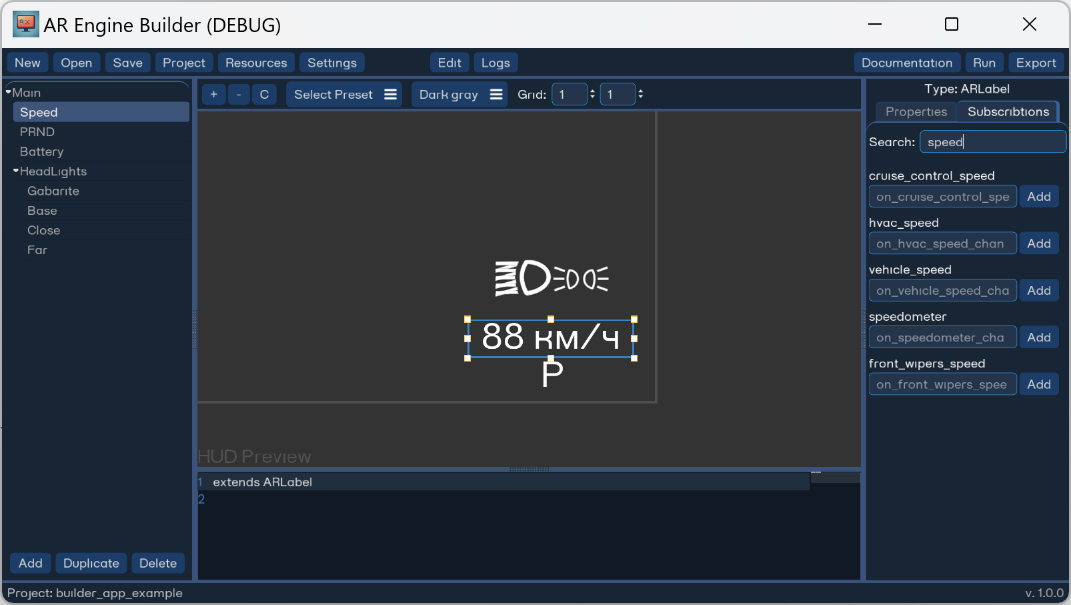 AR Engine Builder (DEBUG)
New Open Save Project Resources Settings Edit Logs Documentation Run Export
Main
Speed
PRND
Battery
HeadLights
Gabarite
Base
Close
Far
Add Duplicate Delete
+ - C Select Preset Dark gray Grid: 1 1
88 км/ч
P
HUD Preview
1 extends ARLabel
2
Type: ARLabel
Properties Subscribtions
Search: speed
cruise_control_speed
on_cruise_control_spe Add
hvac_speed
on_hvac_speed_chan Add
vehicle_speed
on_vehicle_speed_cha Add
speedometer
on_speedometer_cha Add
front_wipers_speed
on_front_wipers_spee Add
Project: builder_app_example v. 1.0.0